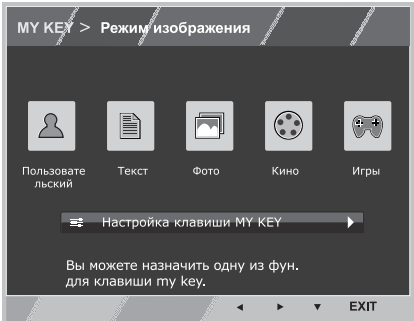 MY KEY > Режим изображения
Пользовате
льский
Текст
Фото
Кино
Игры
Настройка клавиши MY KEY
Вы можете назначить одну из фун.
для клавиши my key.
EXIT